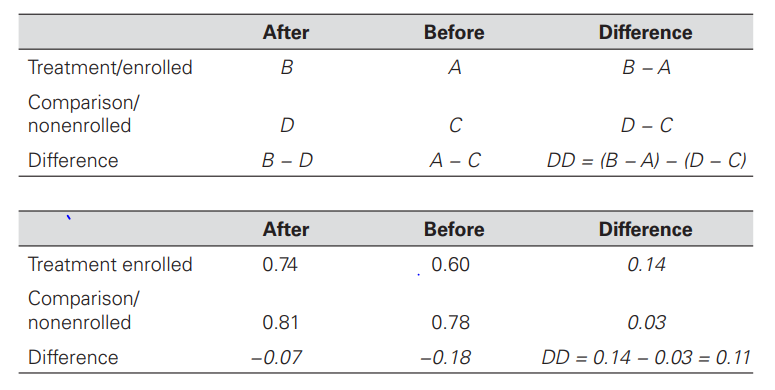 After Before Difference
Treatment/enrolled B A B – A
Comparison/
nonenrolled D C D – C
Difference B – D A – C DD = (B – A) – (D – C)
After Before Difference
Treatment enrolled 0.74 0.60 0.14
Comparison/
nonenrolled 0.81 0.78 0.03
Difference –0.07 –0.18 DD = 0.14 – 0.03 = 0.11